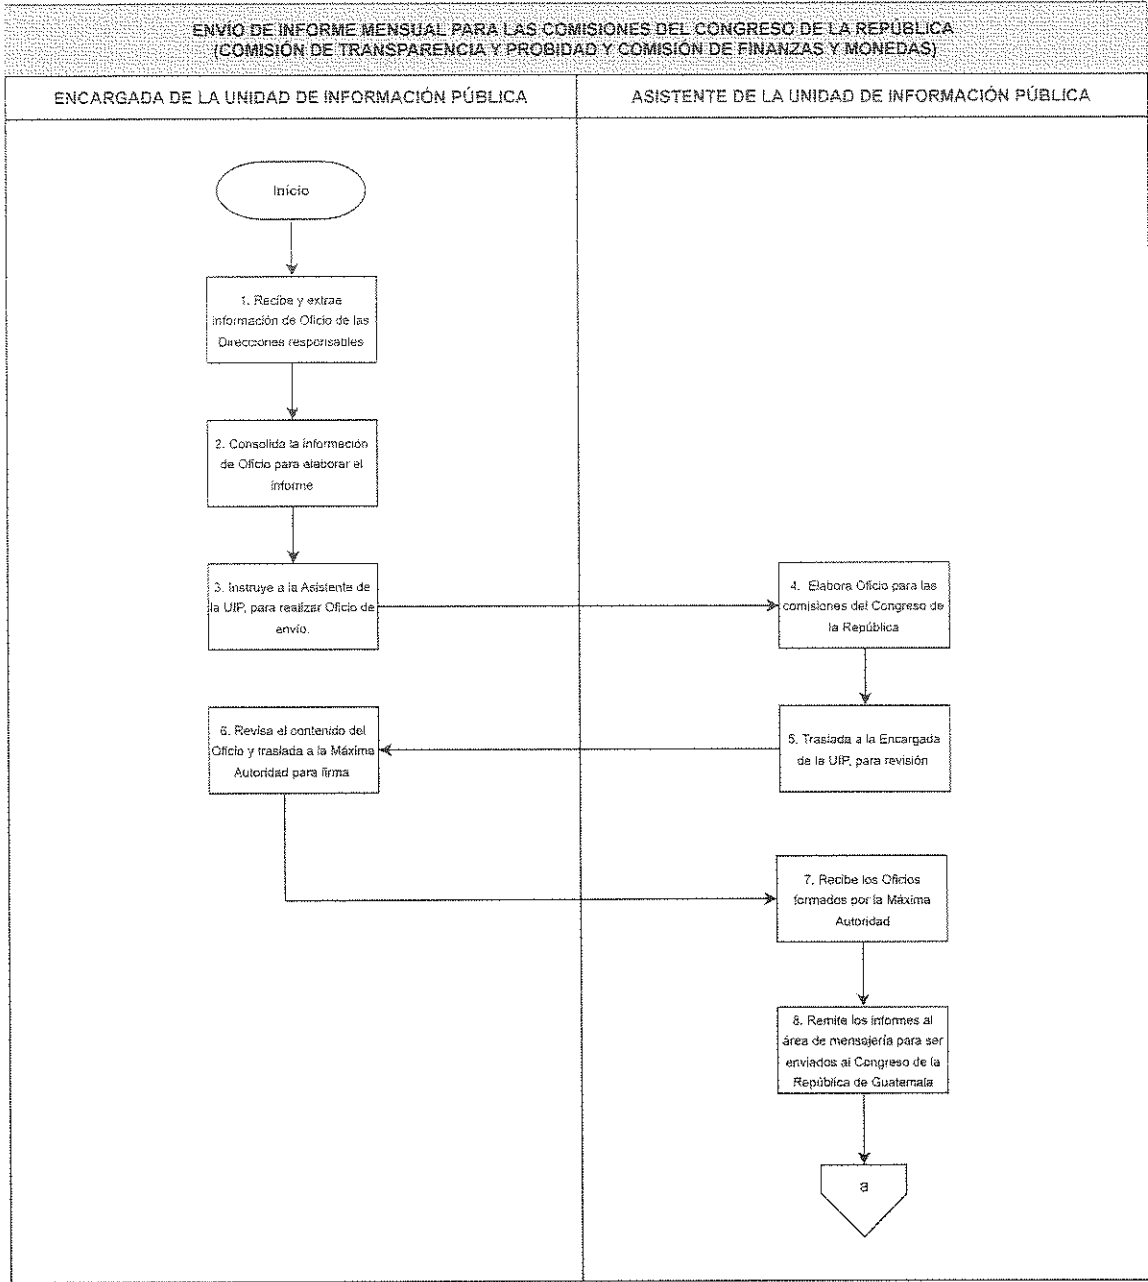 ENVÍO DE INFORME MENSUAL PARA LAS COMISIONES DEL CONGRESO DE LA REPÚBLICA
(COMISIÓN DE TRANSPARENCIA Y PROBIDAD Y COMISIÓN DE FINANZAS Y MONEDAS)
ENCARGADA DE LA UNIDAD DE INFORMACIÓN PÚBLICA
ASISTENTE DE LA UNIDAD DE INFORMACIÓN PÚBLICA
Inicio
1. Recibe y extrae
información de Oficio de las
Direcciones responsables
2. Consolida la información
de Oficio para elaborar el
informe
3. Instruye a la Asistente de
la UIP, para realizar Oficio de
envío.
4. Elabora Oficio para las
comisiones del Congreso de
la República
5. Traslada a la Encargada
de la UIP, para revisión
6. Revisa el contenido del
Oficio y traslada a la Máxima
Autoridad para firma
7. Recibe los Oficios
formados por la Máxima
Autoridad
8. Remite los informes al
área de mensajería para ser
enviados al Congreso de la
República de Guatemala
a